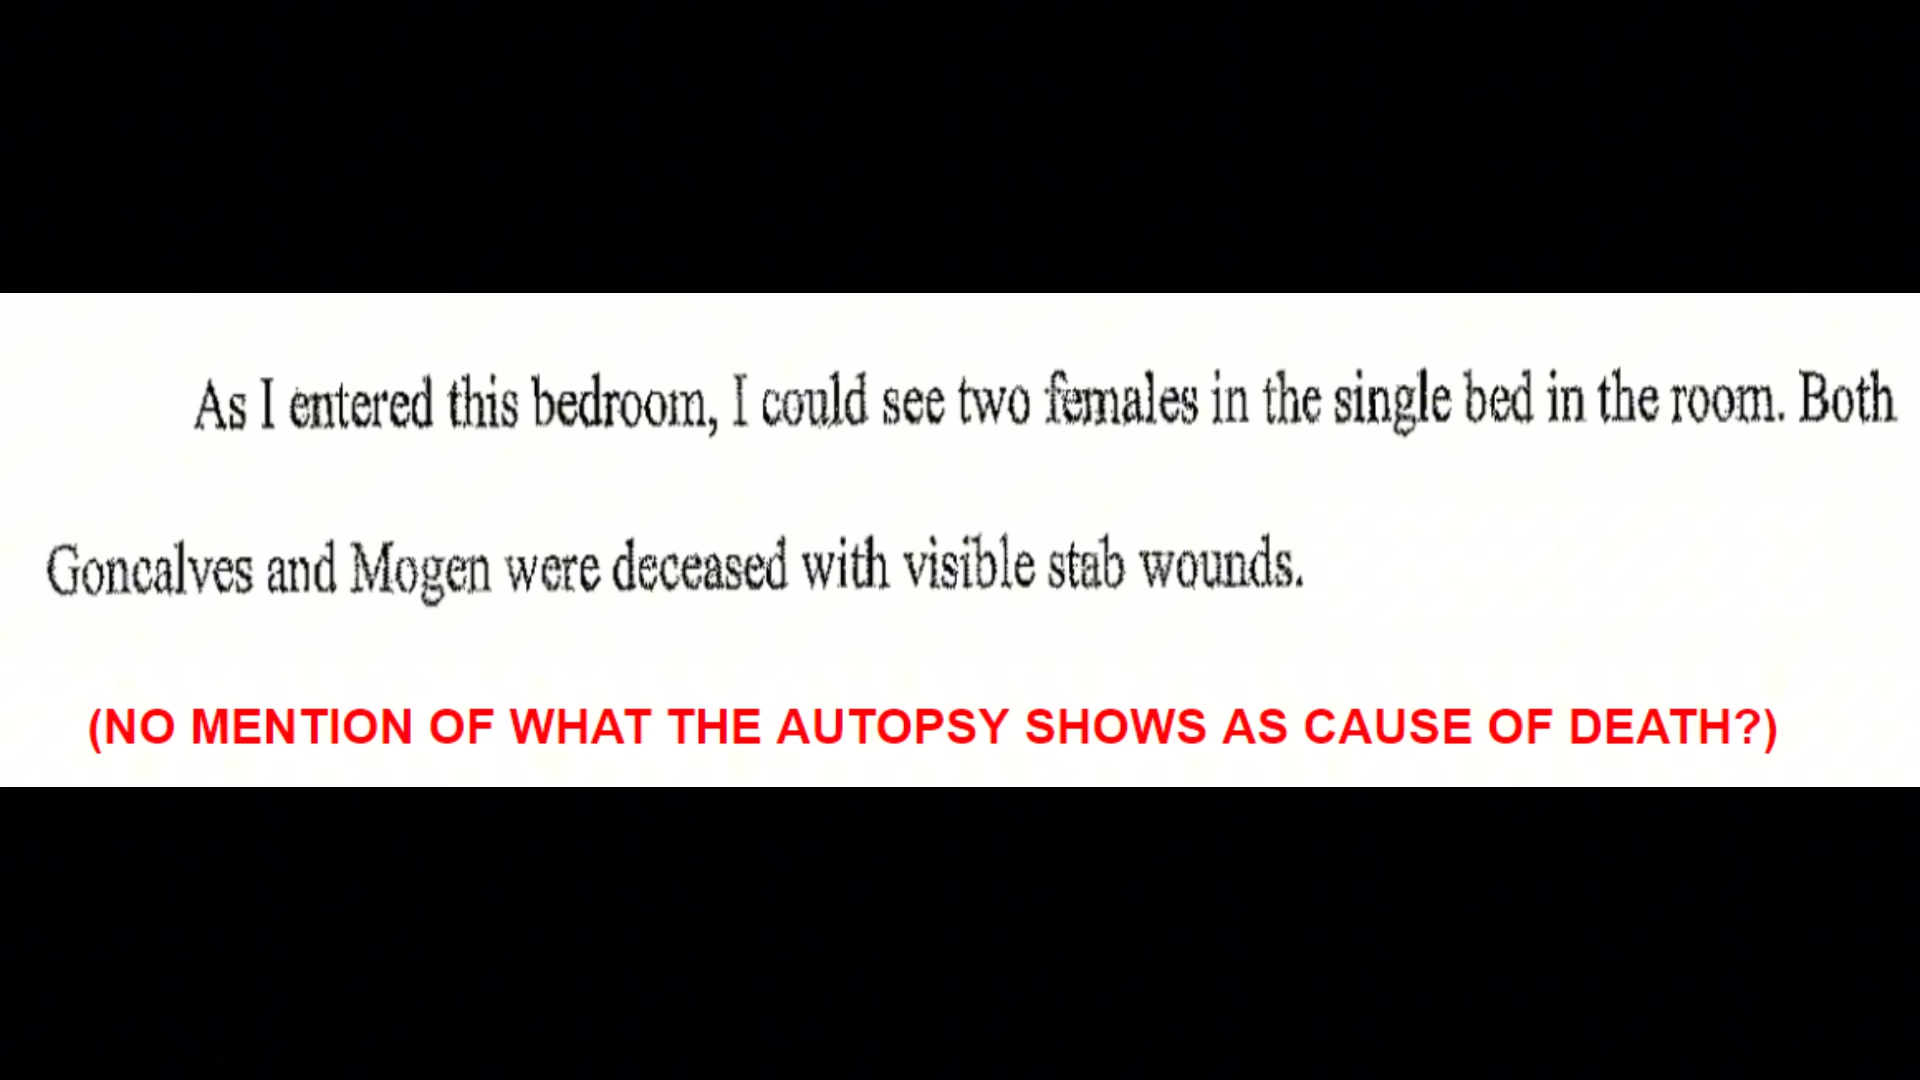 As I entered this bedroom, I could see two females in the single bed in the room. Both
Goncalves and Mogen were deceased with visible stab wounds.
(NO MENTION OF WHAT THE AUTOPSY SHOWS AS CAUSE OF DEATH?)